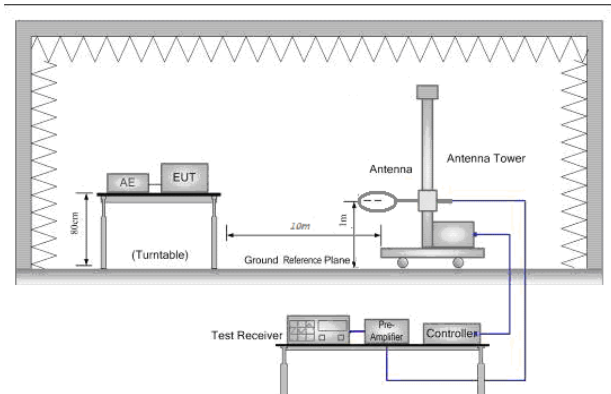 Antenna Tower
Antenna
EUT
AE
80cm
1m
10m
(Turntable)
Ground Reference Plane
Test Receiver
Pre-
Amplifier
Controller